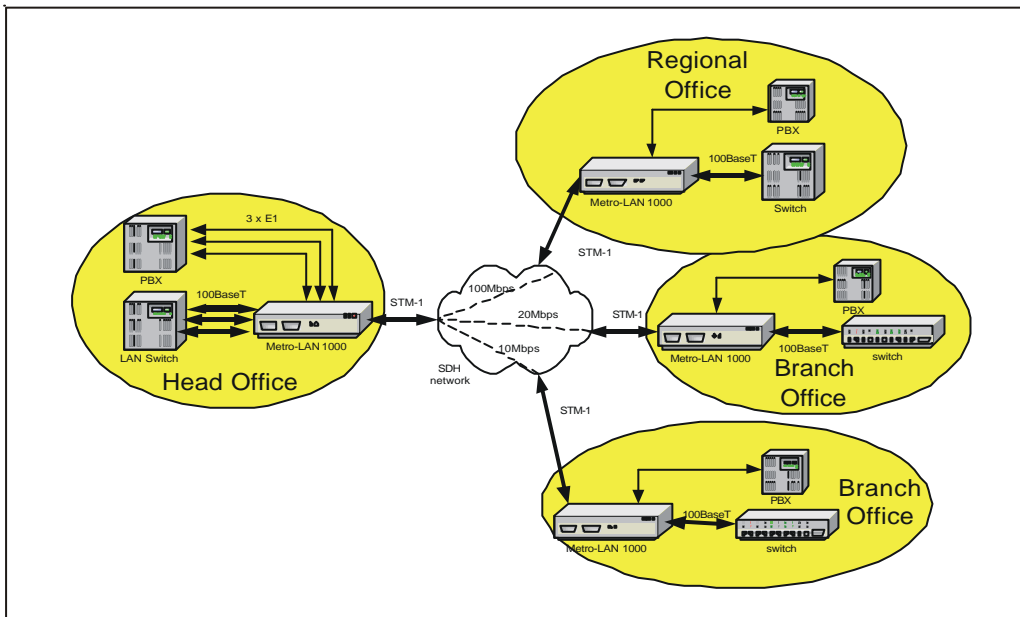 Regional
Office
PBX
100BaseT
Metro-LAN 1000
Switch
3 x E1
PBX
100BaseT
LAN Switch
Metro-LAN 1000
Head Office
STM-1
100Mbps
20Mbps
10Mbps
SDH
network
STM-1
STM-1
STM-1
PBX
100BaseT
Metro-LAN 1000
switch
Branch
Office
PBX
100BaseT
Metro-LAN 1000
switch
Branch
Office